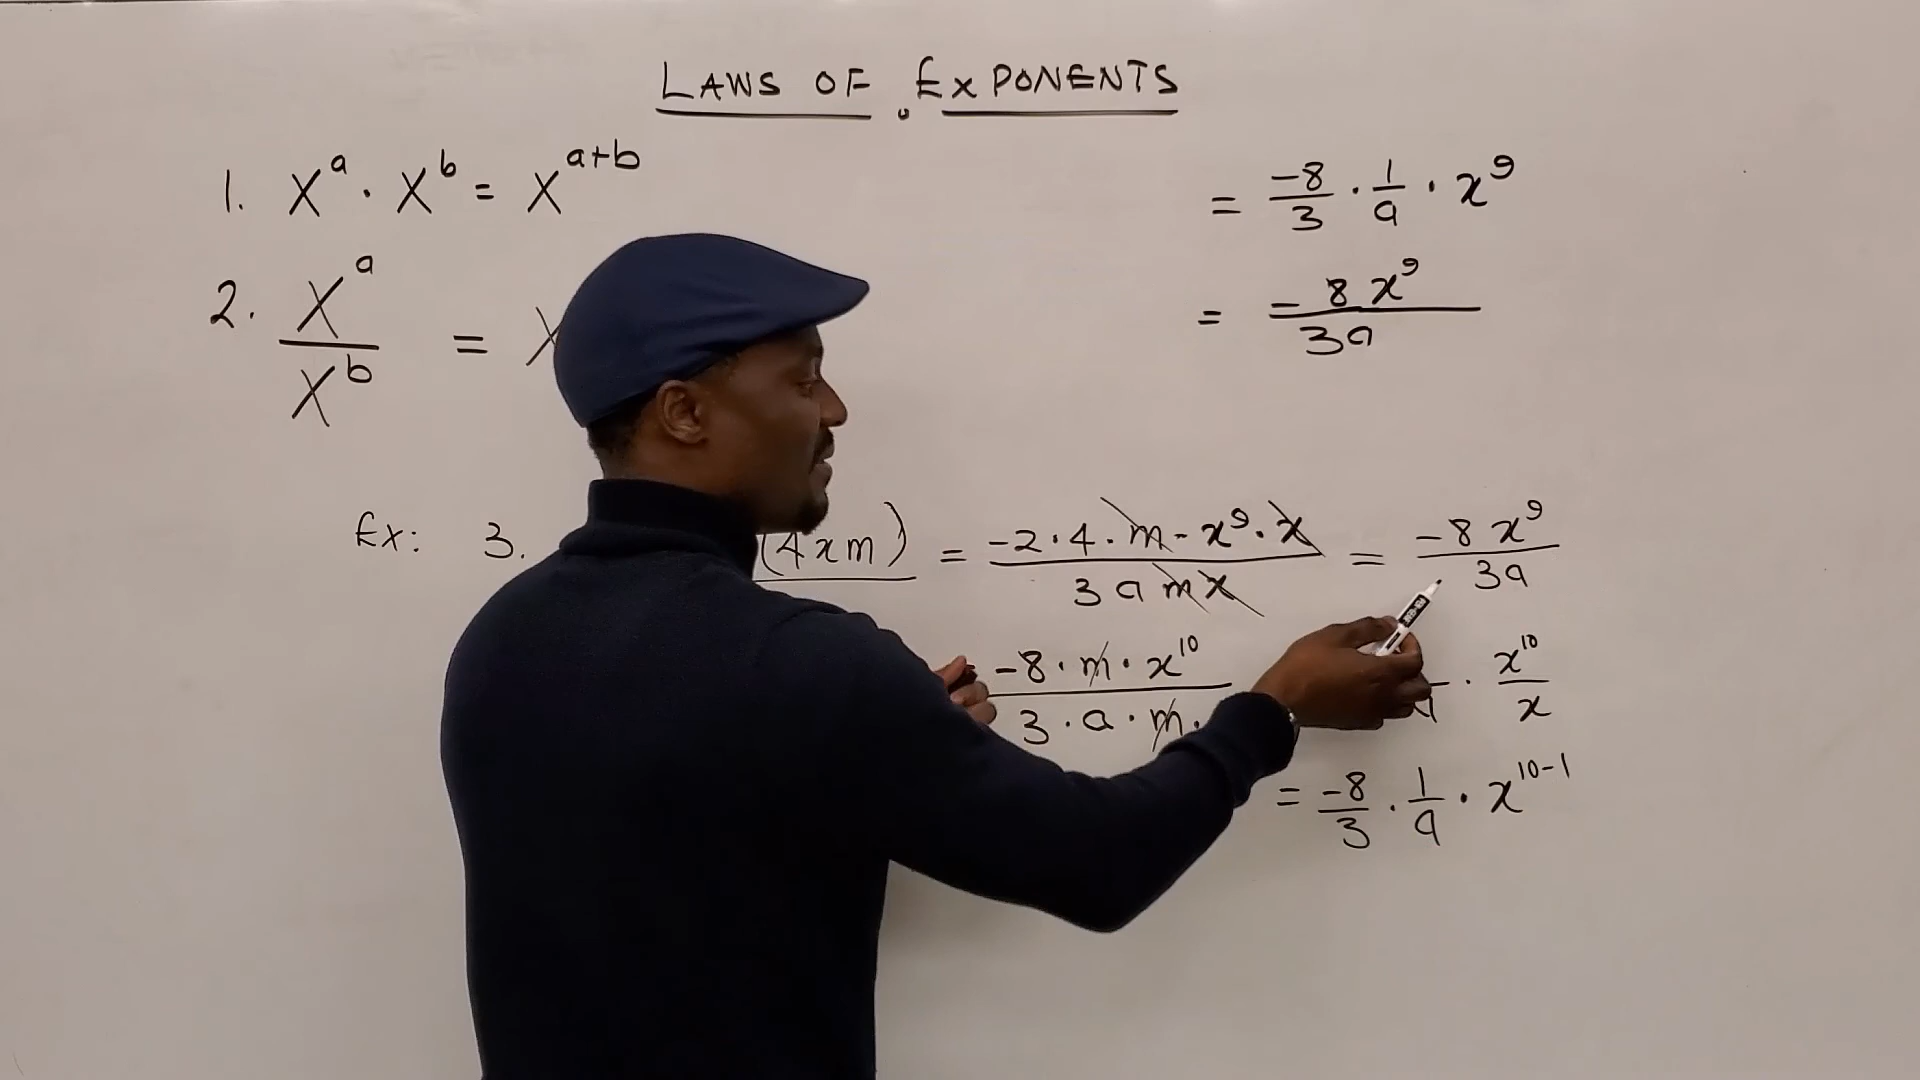 LAWS OF EXPONENTS
1. X^a · X^b = X^{a+b}
2. X^a / X^b = X
= -8/3 · 1/a · x^9
= -8x^9 / 3a
Ex: 3. (4xm) = -2·4·m·x^9·x / 3amx = -8x^9 / 3a
-8·m·x^10 / 3·a·m· · x^10 / x
= -8/3 · 1/a · x^{10-1}